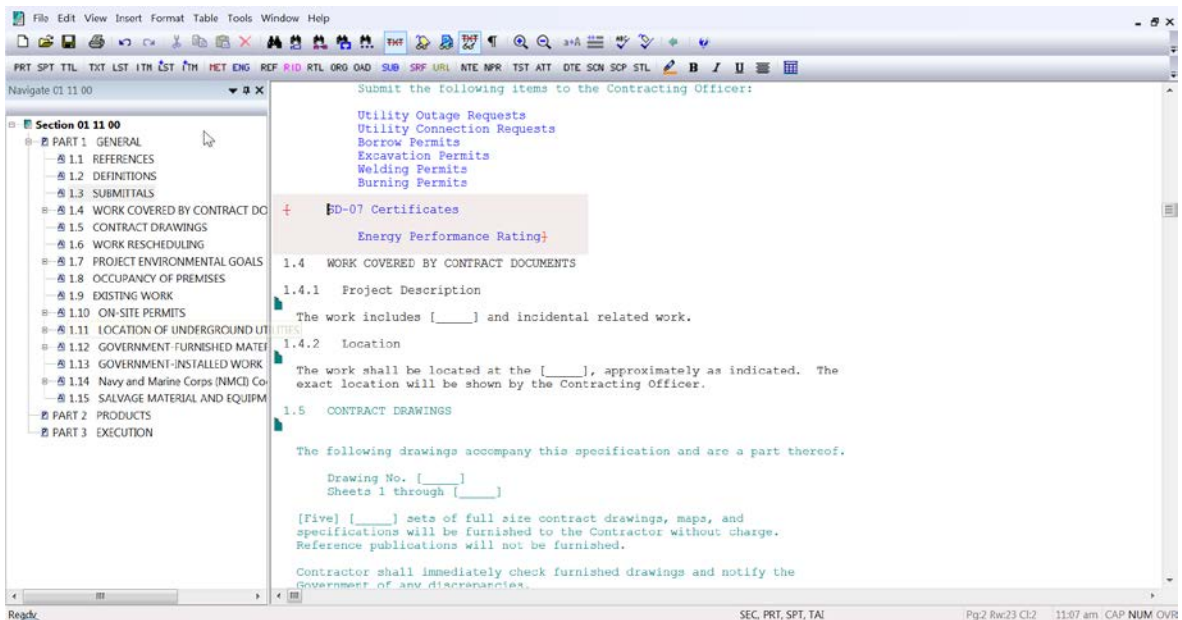 File Edit View Insert Format Table Tools Window Help
PRT SPT TTL TXT LST ITM LST ITM MET ENG REF RID RTL ORG OAD SUB SRF URL NTE NPR TST ATT DTE SCN SCP STL B I U
Navigate 01 11 00
Section 01 11 00
PART 1 GENERAL
1.1 REFERENCES
1.2 DEFINITIONS
1.3 SUBMITTALS
1.4 WORK COVERED BY CONTRACT DO
1.5 CONTRACT DRAWINGS
1.6 WORK RESCHEDULING
1.7 PROJECT ENVIRONMENTAL GOALS
1.8 OCCUPANCY OF PREMISES
1.9 EXISTING WORK
1.10 ON-SITE PERMITS
1.11 LOCATION OF UNDERGROUND UTILITIES
1.12 GOVERNMENT-FURNISHED MATER
1.13 GOVERNMENT-INSTALLED WORK
1.14 Navy and Marine Corps (NMCI) Co
1.15 SALVAGE MATERIAL AND EQUIPM
PART 2 PRODUCTS
PART 3 EXECUTION
Submit the following items to the Contracting Officer:
Utility Outage Requests
Utility Connection Requests
Borrow Permits
Excavation Permits
Welding Permits
Burning Permits
[ SD-07 Certificates
Energy Performance Rating]
1.4 WORK COVERED BY CONTRACT DOCUMENTS
1.4.1 Project Description
The work includes [_____] and incidental related work.
1.4.2 Location
The work shall be located at the [_____], approximately as indicated. The
exact location will be shown by the Contracting Officer.
1.5 CONTRACT DRAWINGS
The following drawings accompany this specification and are a part thereof.
Drawing No. [_____]
Sheets 1 through [_____]
[Five] [_____] sets of full size contract drawings, maps, and
specifications will be furnished to the Contractor without charge.
Reference publications will not be furnished.
Contractor shall immediately check furnished drawings and notify the
Government of any discrepancies.
Ready SEC, PRT, SPT, TAI Pg:2 Rw:23 Cl:2 11:07 am CAP NUM OVR